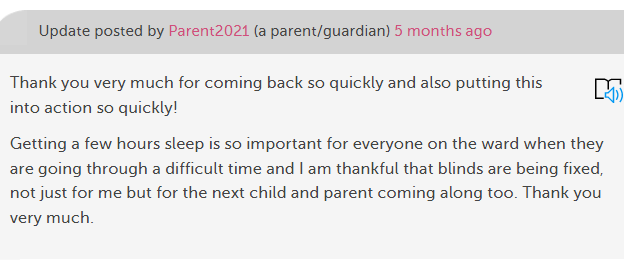 Update posted by Parent2021 (a parent/guardian) 5 months ago
Thank you very much for coming back so quickly and also putting this
into action so quickly!
Getting a few hours sleep is so important for everyone on the ward when they
are going through a difficult time and I am thankful that blinds are being fixed,
not just for me but for the next child and parent coming along too. Thank you
very much.